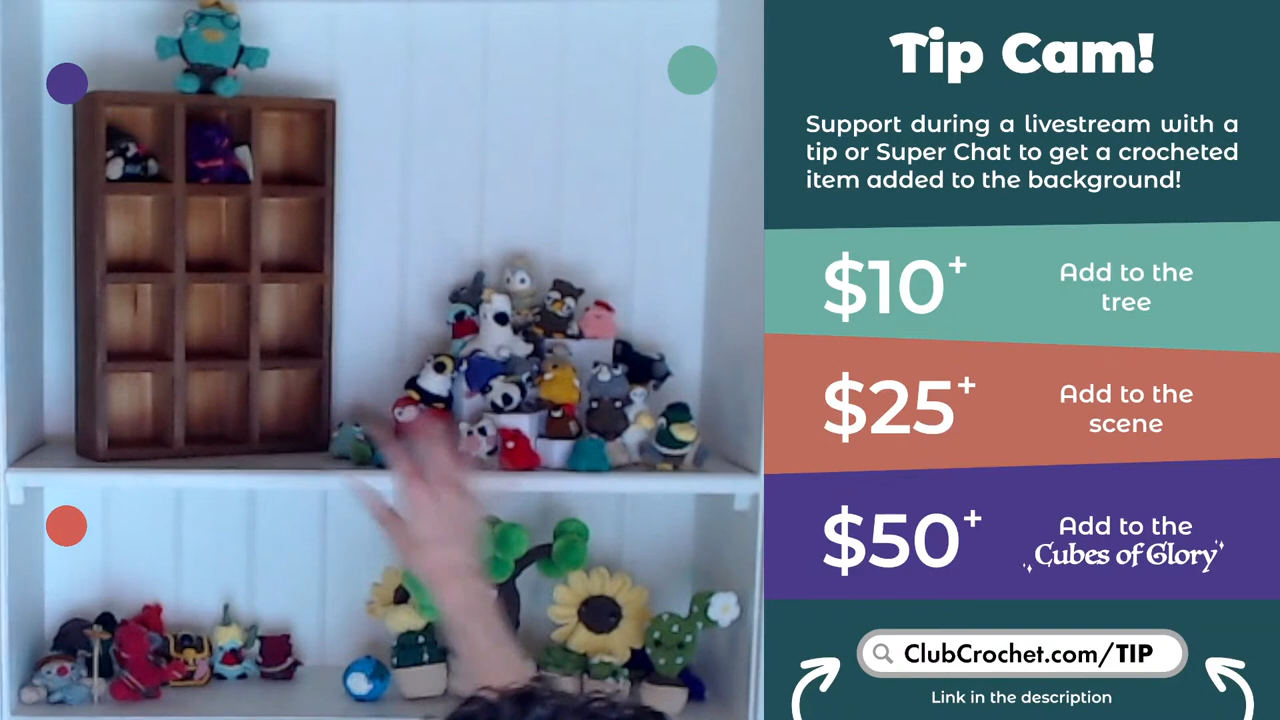 Tip Cam!
Support during a livestream with a
tip or Super Chat to get a crocheted
item added to the background!
$10+
Add to the
tree
$25+
Add to the
scene
$50+
Add to the
Cubes of Glory
ClubCrochet.com/TIP
Link in the description